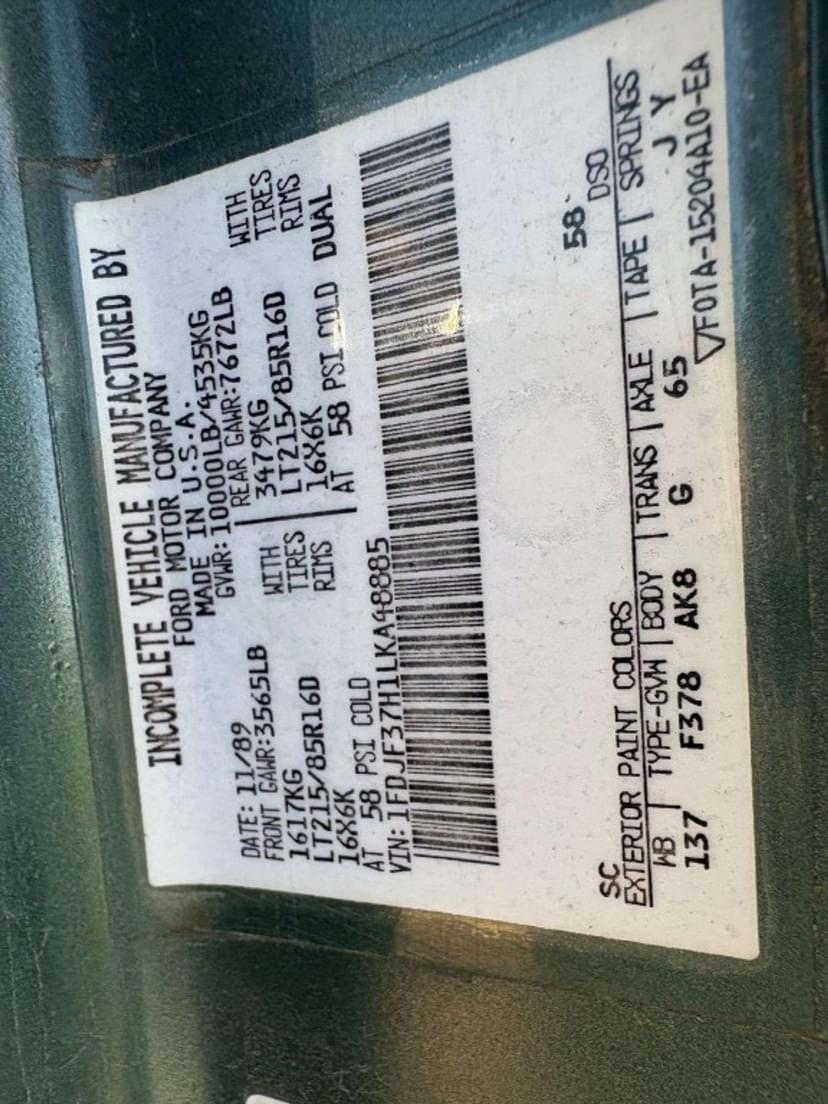 INCOMPLETE VEHICLE MANUFACTURED BY
FORD MOTOR COMPANY
MADE IN U.S.A.
DATE: 11/89 GVWR: 10000LB/4535KG
FRONT GAWR: 3565LB WITH REAR GAWR: 7672LB WITH
1617KG TIRES 3479KG TIRES
LT215/85R16D RIMS LT215/85R16D RIMS
16X6K 16X6K
AT 58 PSI COLD AT 58 PSI COLD DUAL
VIN: 1FDJF37H1LKA48885
58
SC DSO
EXTERIOR PAINT COLORS
WB | TYPE-GVW | BODY | TRANS | AXLE | TAPE | SPRINGS
137 F378 AK8 G 65 J Y
▽F0TA-15204A10-EA